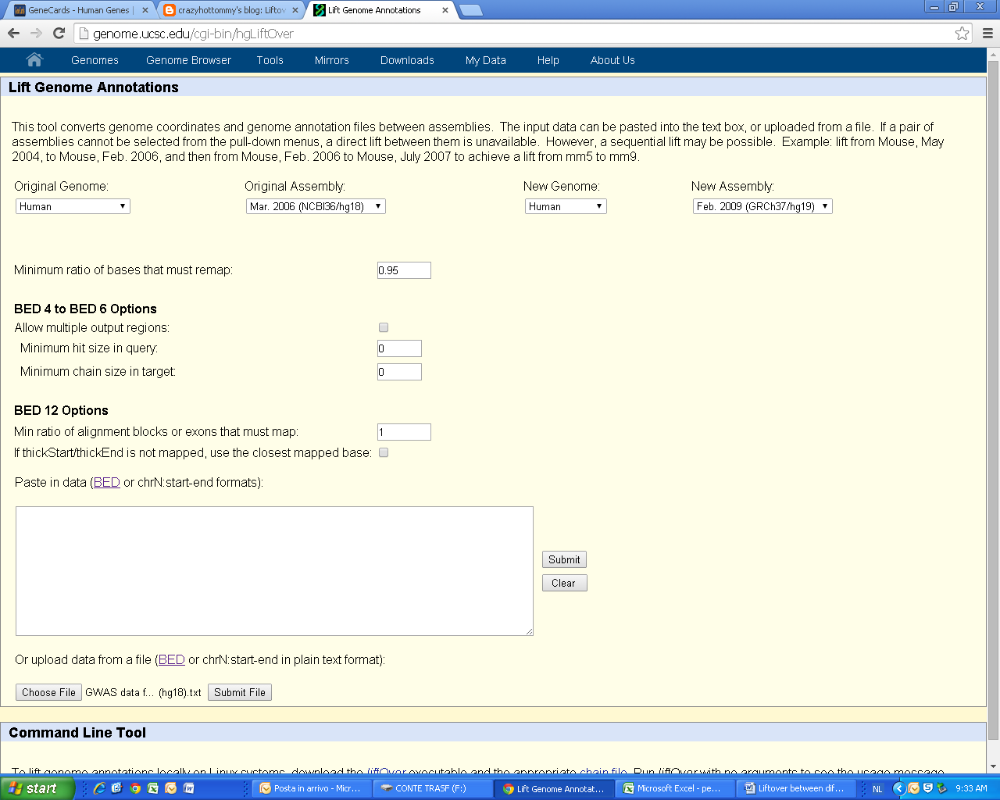 GeneCards - Human Genes |
crazyhottommy's blog: Liftov
Lift Genome Annotations
genome.ucsc.edu/cgi-bin/hgLiftOver
Genomes Genome Browser Tools Mirrors Downloads My Data Help About Us
Lift Genome Annotations
This tool converts genome coordinates and genome annotation files between assemblies.  The input data can be pasted into the text box, or uploaded from a file.  If a pair of
assemblies cannot be selected from the pull-down menus, a direct lift between them is unavailable.  However, a sequential lift may be possible.  Example: lift from Mouse, May
2004, to Mouse, Feb. 2006, and then from Mouse, Feb. 2006 to Mouse, July 2007 to achieve a lift from mm5 to mm9.
Original Genome: Original Assembly: New Genome: New Assembly:
Human Mar. 2006 (NCBI36/hg18) Human Feb. 2009 (GRCh37/hg19)
Minimum ratio of bases that must remap: 0.95
BED 4 to BED 6 Options
Allow multiple output regions:
Minimum hit size in query: 0
Minimum chain size in target: 0
BED 12 Options
Min ratio of alignment blocks or exons that must map: 1
If thickStart/thickEnd is not mapped, use the closest mapped base:
Paste in data (BED or chrN:start-end formats):
Submit
Clear
Or upload data from a file (BED or chrN:start-end in plain text format):
Choose File GWAS data f... (hg18).txt Submit File
Command Line Tool
To lift genome annotations locally on Linux systems, download the liftOver executable and the appropriate chain file. Run liftOver with no arguments to see the usage message.
start Posta in arrivo - Micr... CONTE TRASF (F:) Lift Genome Annotat... Microsoft Excel - pe... Liftover between dif... NL 9:33 AM